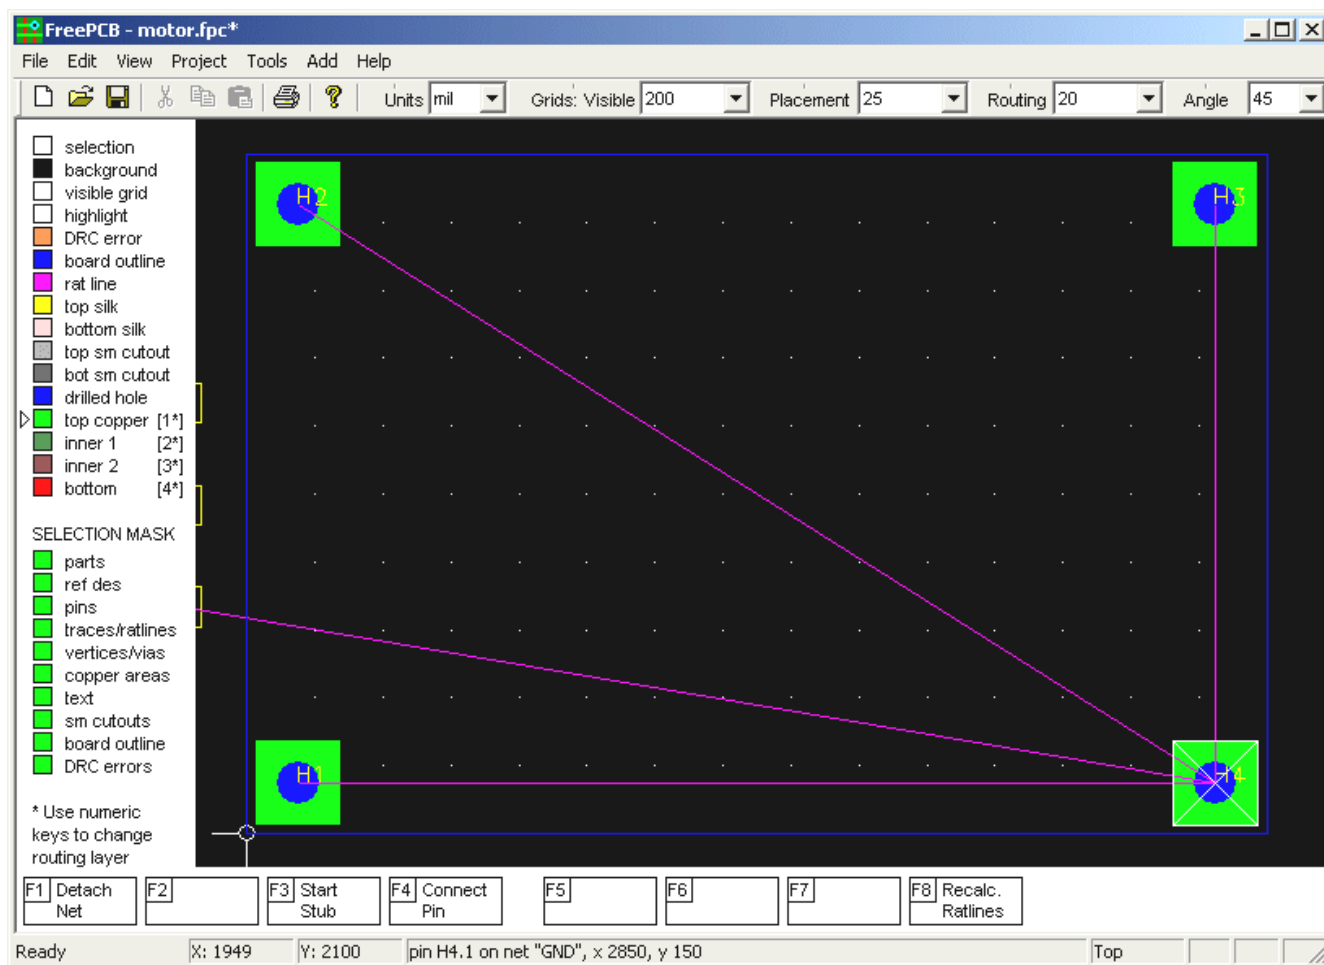 FreePCB - motor.fpc*
File Edit View Project Tools Add Help
Units mil Grids: Visible 200 Placement 25 Routing 20 Angle 45
selection
background
visible grid
highlight
DRC error
board outline
rat line
top silk
bottom silk
top sm cutout
bot sm cutout
drilled hole
top copper [1*]
inner 1 [2*]
inner 2 [3*]
bottom [4*]
SELECTION MASK
parts
ref des
pins
traces/ratlines
vertices/vias
copper areas
text
sm cutouts
board outline
DRC errors
* Use numeric
keys to change
routing layer
H2
H3
H1
H4
F1 Detach Net
F2
F3 Start Stub
F4 Connect Pin
F5
F6
F7
F8 Recalc. Ratlines
Ready X: 1949 Y: 2100 pin H4.1 on net "GND", x 2850, y 150 Top